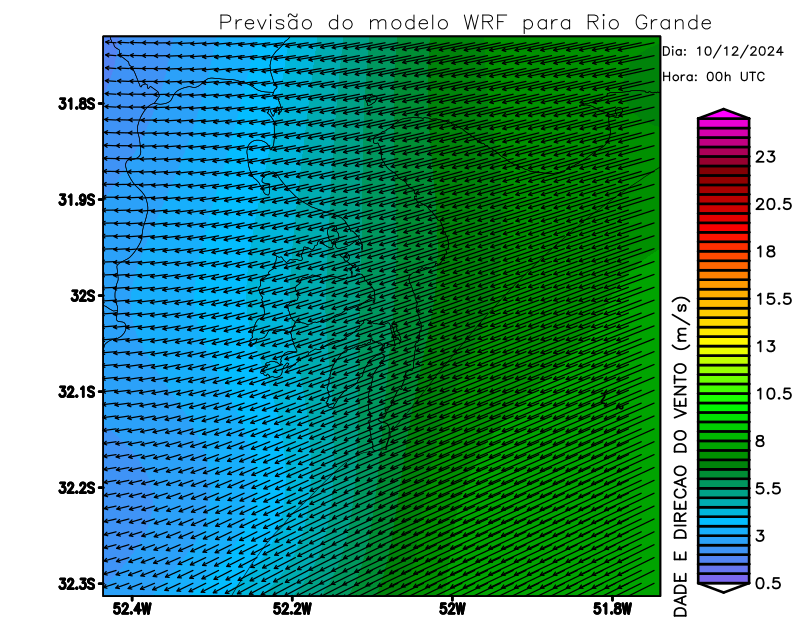 Previsão do modelo WRF para Rio Grande
Dia: 10/12/2024
Hora: 00h UTC
31.8S
31.9S
32S
32.1S
32.2S
32.3S
52.4W
52.2W
52W
51.8W
23
20.5
18
15.5
13
10.5
8
5.5
3
0.5
DADE E DIRECAO DO VENTO (m/s)